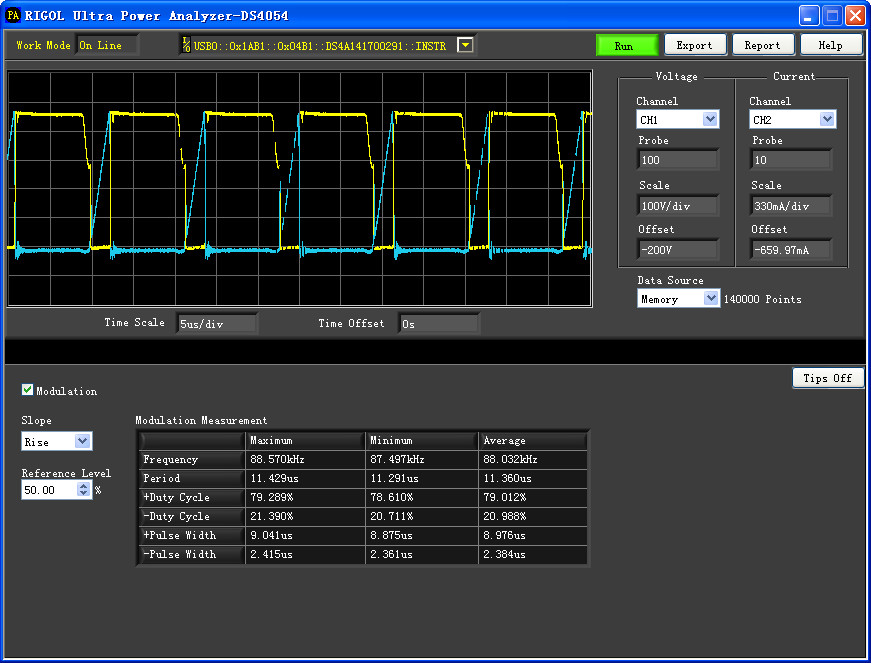 PA RIGOL Ultra Power Analyzer-DS4054
Work Mode On Line I/O USB0::0x1AB1::0x04B1::DS4A141700291::INSTR Run Export Report Help
Voltage Current
Channel Channel
CH1 CH2
Probe Probe
100 10
Scale Scale
100V/div 330mA/div
Offset Offset
-200V -659.97mA
Data Source
Memory 140000 Points
Time Scale 5us/div Time Offset 0s
Tips Off
Modulation
Slope
Rise
Reference Level
50.00 %
Modulation Measurement
Maximum Minimum Average
Frequency 88.570kHz 87.497kHz 88.032kHz
Period 11.429us 11.291us 11.360us
+Duty Cycle 79.289% 78.610% 79.012%
-Duty Cycle 21.390% 20.711% 20.988%
+Pulse Width 9.041us 8.875us 8.976us
-Pulse Width 2.415us 2.361us 2.384us